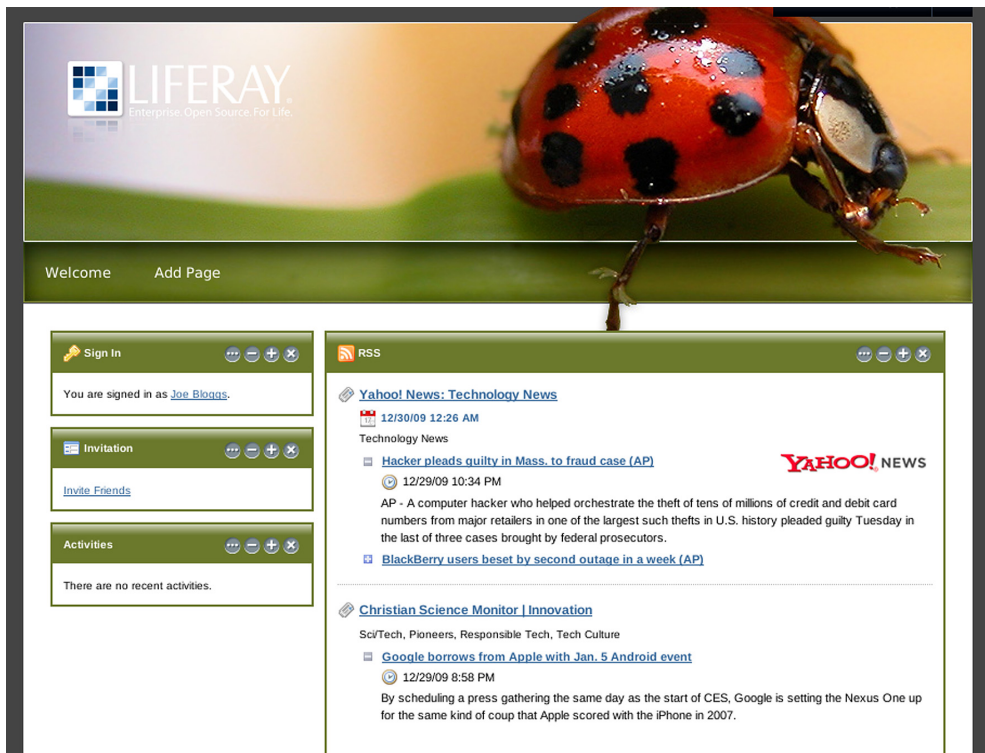 LIFERAY.
Enterprise. Open Source. For Life.
Welcome
Add Page
Sign In
You are signed in as Joe Bloggs.
Invitation
Invite Friends
Activities
There are no recent activities.
RSS
Yahoo! News: Technology News
12/30/09 12:26 AM
Technology News
YAHOO! NEWS
Hacker pleads guilty in Mass. to fraud case (AP)
12/29/09 10:34 PM
AP - A computer hacker who helped orchestrate the theft of tens of millions of credit and debit card
numbers from major retailers in one of the largest such thefts in U.S. history pleaded guilty Tuesday in
the last of three cases brought by federal prosecutors.
BlackBerry users beset by second outage in a week (AP)
Christian Science Monitor | Innovation
Sci/Tech, Pioneers, Responsible Tech, Tech Culture
Google borrows from Apple with Jan. 5 Android event
12/29/09 8:58 PM
By scheduling a press gathering the same day as the start of CES, Google is setting the Nexus One up
for the same kind of coup that Apple scored with the iPhone in 2007.